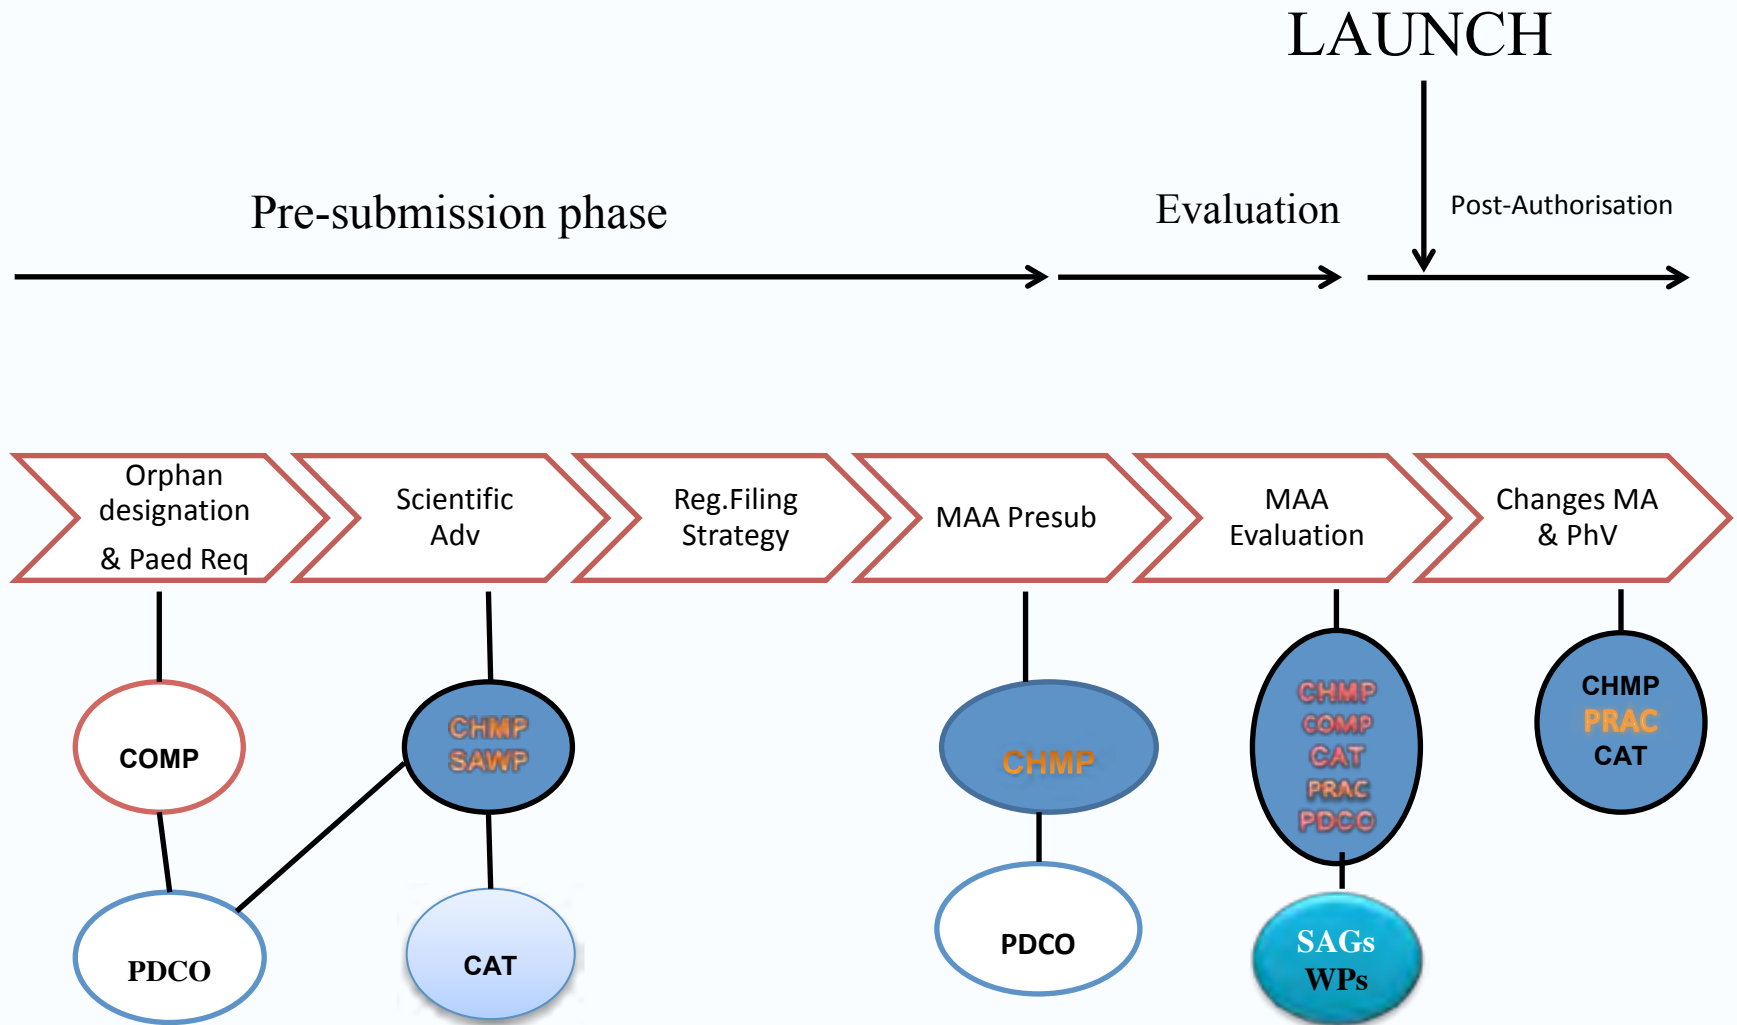 LAUNCH
Pre-submission phase
Evaluation
Post-Authorisation
Orphan
designation
& Paed Req
Scientific
Adv
Reg.Filing
Strategy
MAA Presub
MAA
Evaluation
Changes MA
& PhV
COMP
PDCO
CHMP
SAWP
CAT
CHMP
PDCO
CHMP
COMP
CAT
PRAC
PDCO
SAGs
WPs
CHMP
PRAC
CAT